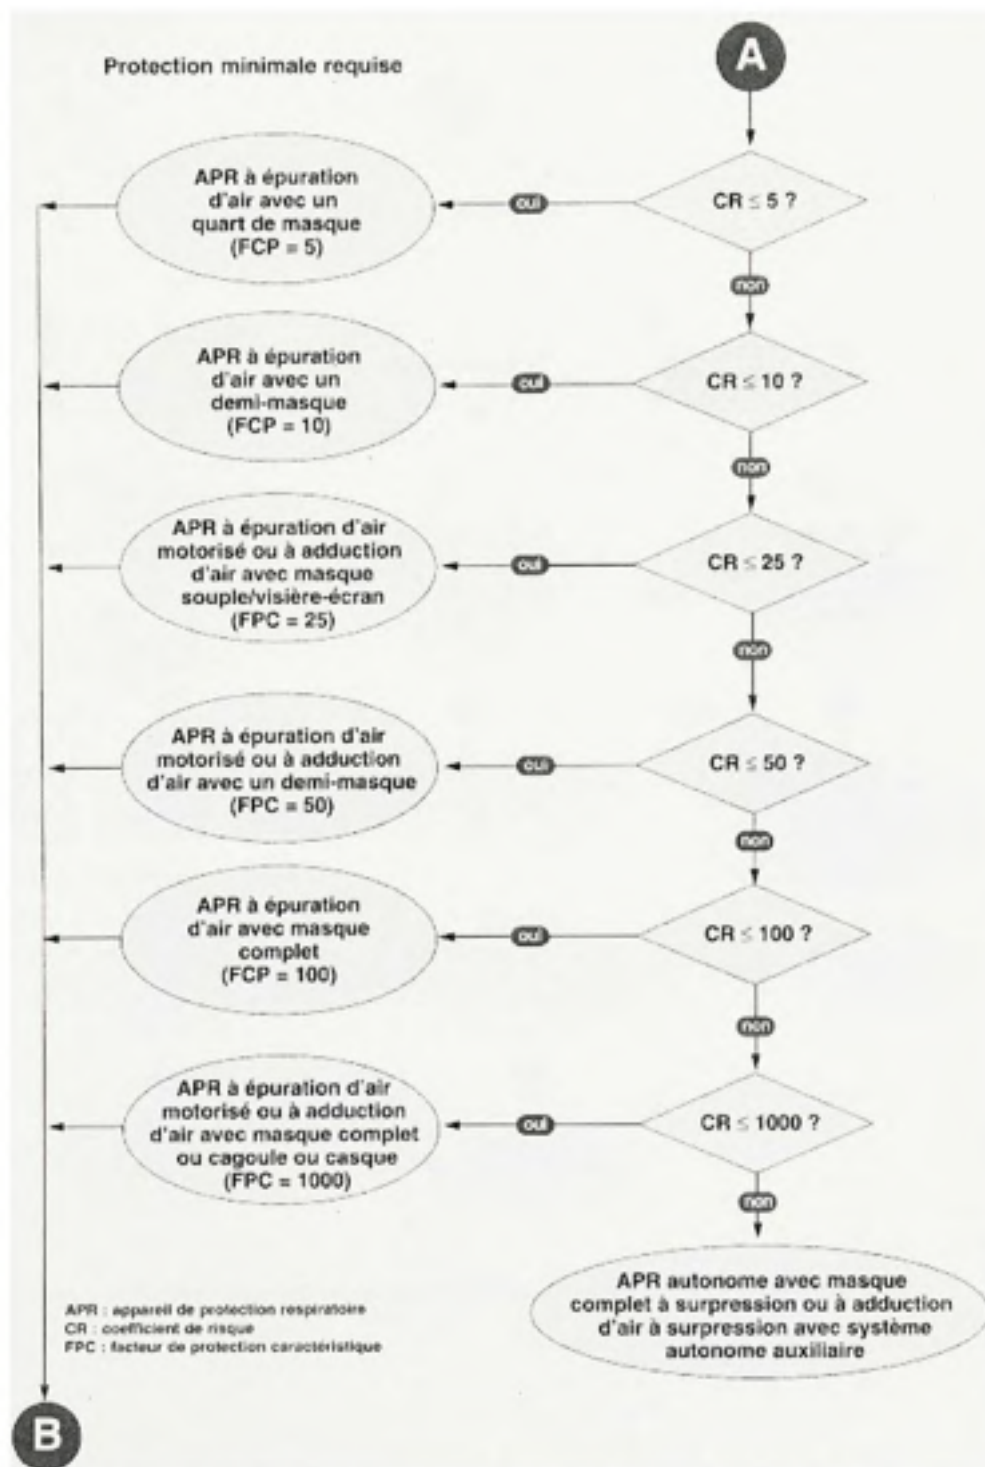 Protection minimale requise
A
APR à épuration
d'air avec un
quart de masque
(FCP = 5)
oui
CR ≤ 5 ?
non
APR à épuration
d'air avec un
demi-masque
(FCP = 10)
oui
CR ≤ 10 ?
non
APR à épuration d'air
motorisé ou à adduction
d'air avec masque
souple/visière-écran
(FPC = 25)
oui
CR ≤ 25 ?
non
APR à épuration d'air
motorisé ou à adduction
d'air avec un demi-masque
(FPC = 50)
oui
CR ≤ 50 ?
non
APR à épuration
d'air avec masque
complet
(FCP = 100)
oui
CR ≤ 100 ?
non
APR à épuration d'air
motorisé ou à adduction
d'air avec masque complet
ou cagoule ou casque
(FPC = 1000)
oui
CR ≤ 1000 ?
non
APR autonome avec masque
complet à surpression ou à adduction
d'air à surpression avec système
autonome auxiliaire
APR : appareil de protection respiratoire
CR : coefficient de risque
FPC : facteur de protection caractéristique
B